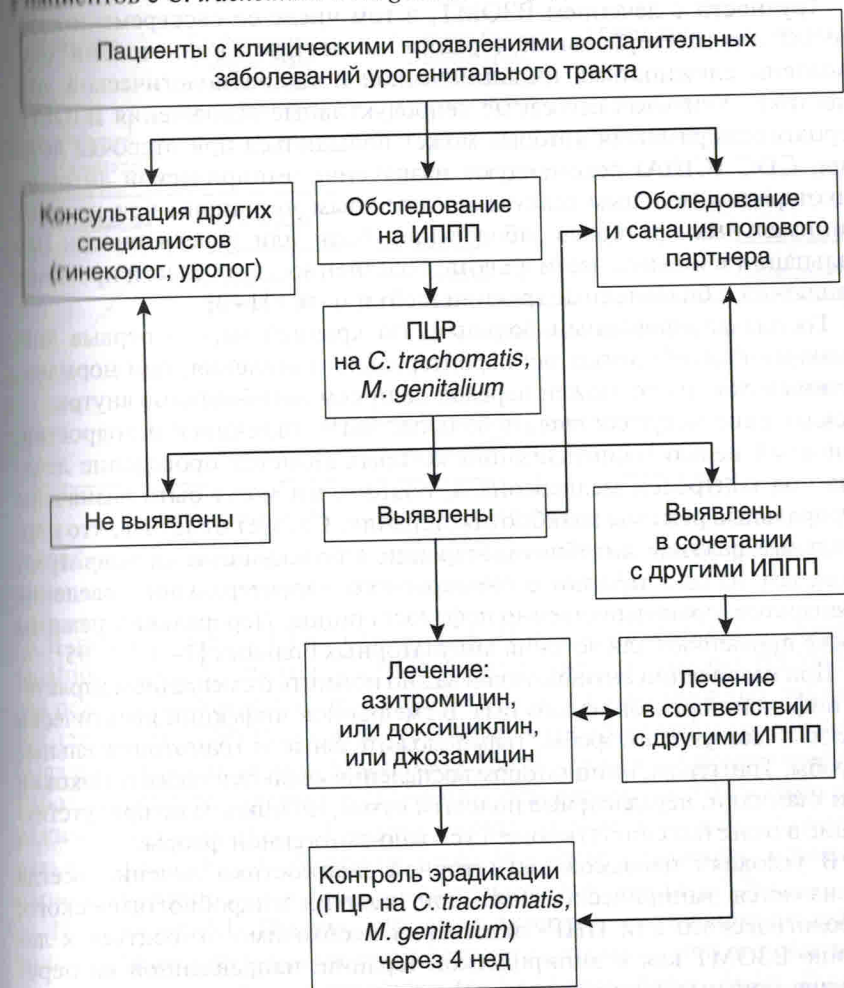 Пациенты с клиническими проявлениями воспалительных
заболеваний урогенитального тракта
Консультация других
специалистов
(гинеколог, уролог)
Обследование
на ИППП
Обследование
и санация полового
партнера
ПЦР
на C. trachomatis,
M. genitalium
Не выявлены
Выявлены
Выявлены
в сочетании
с другими ИППП
Лечение:
азитромицин,
или доксициклин*,
или джозамицин
Лечение
в соответствии
с другими ИППП
Контроль эрадикации
(ПЦР на C. trachomatis,
M. genitalium)
через 4 нед